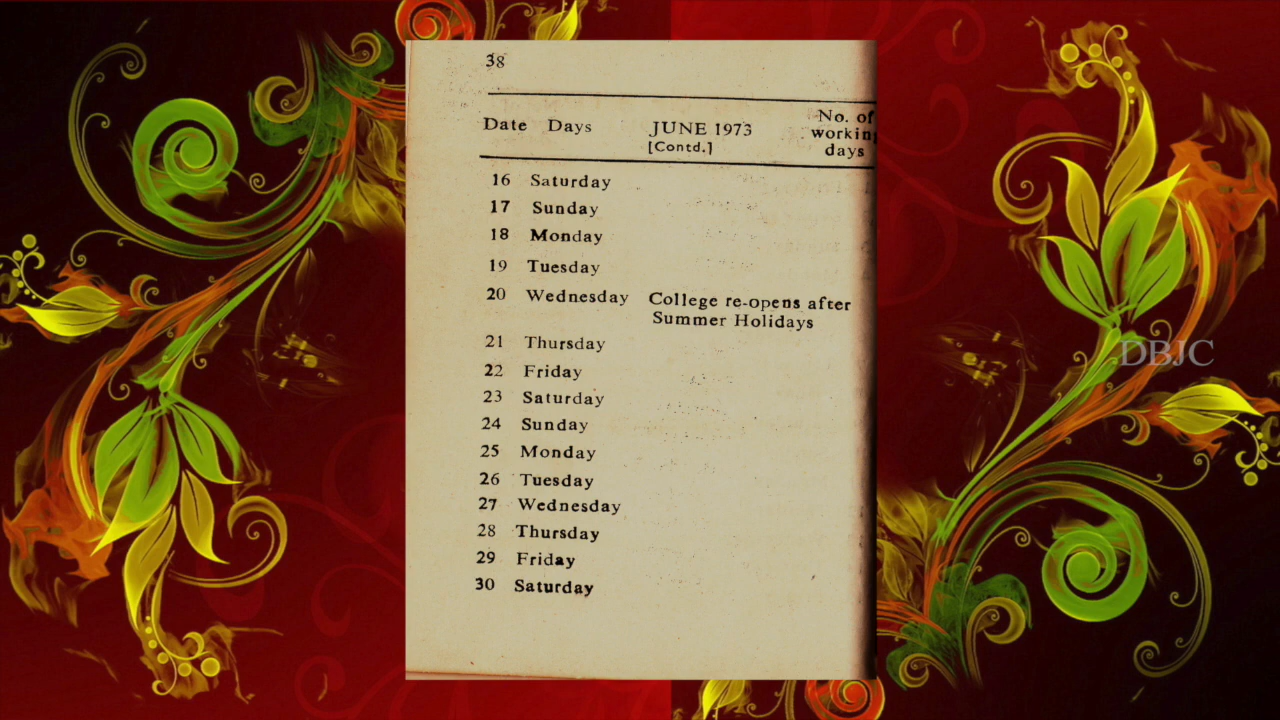 38
Date Days JUNE 1973 No. of
[Contd.] working
days
16 Saturday
17 Sunday
18 Monday
19 Tuesday
20 Wednesday College re-opens after
Summer Holidays
21 Thursday
22 Friday
23 Saturday
24 Sunday
25 Monday
26 Tuesday
27 Wednesday
28 Thursday
29 Friday
30 Saturday
DBJC